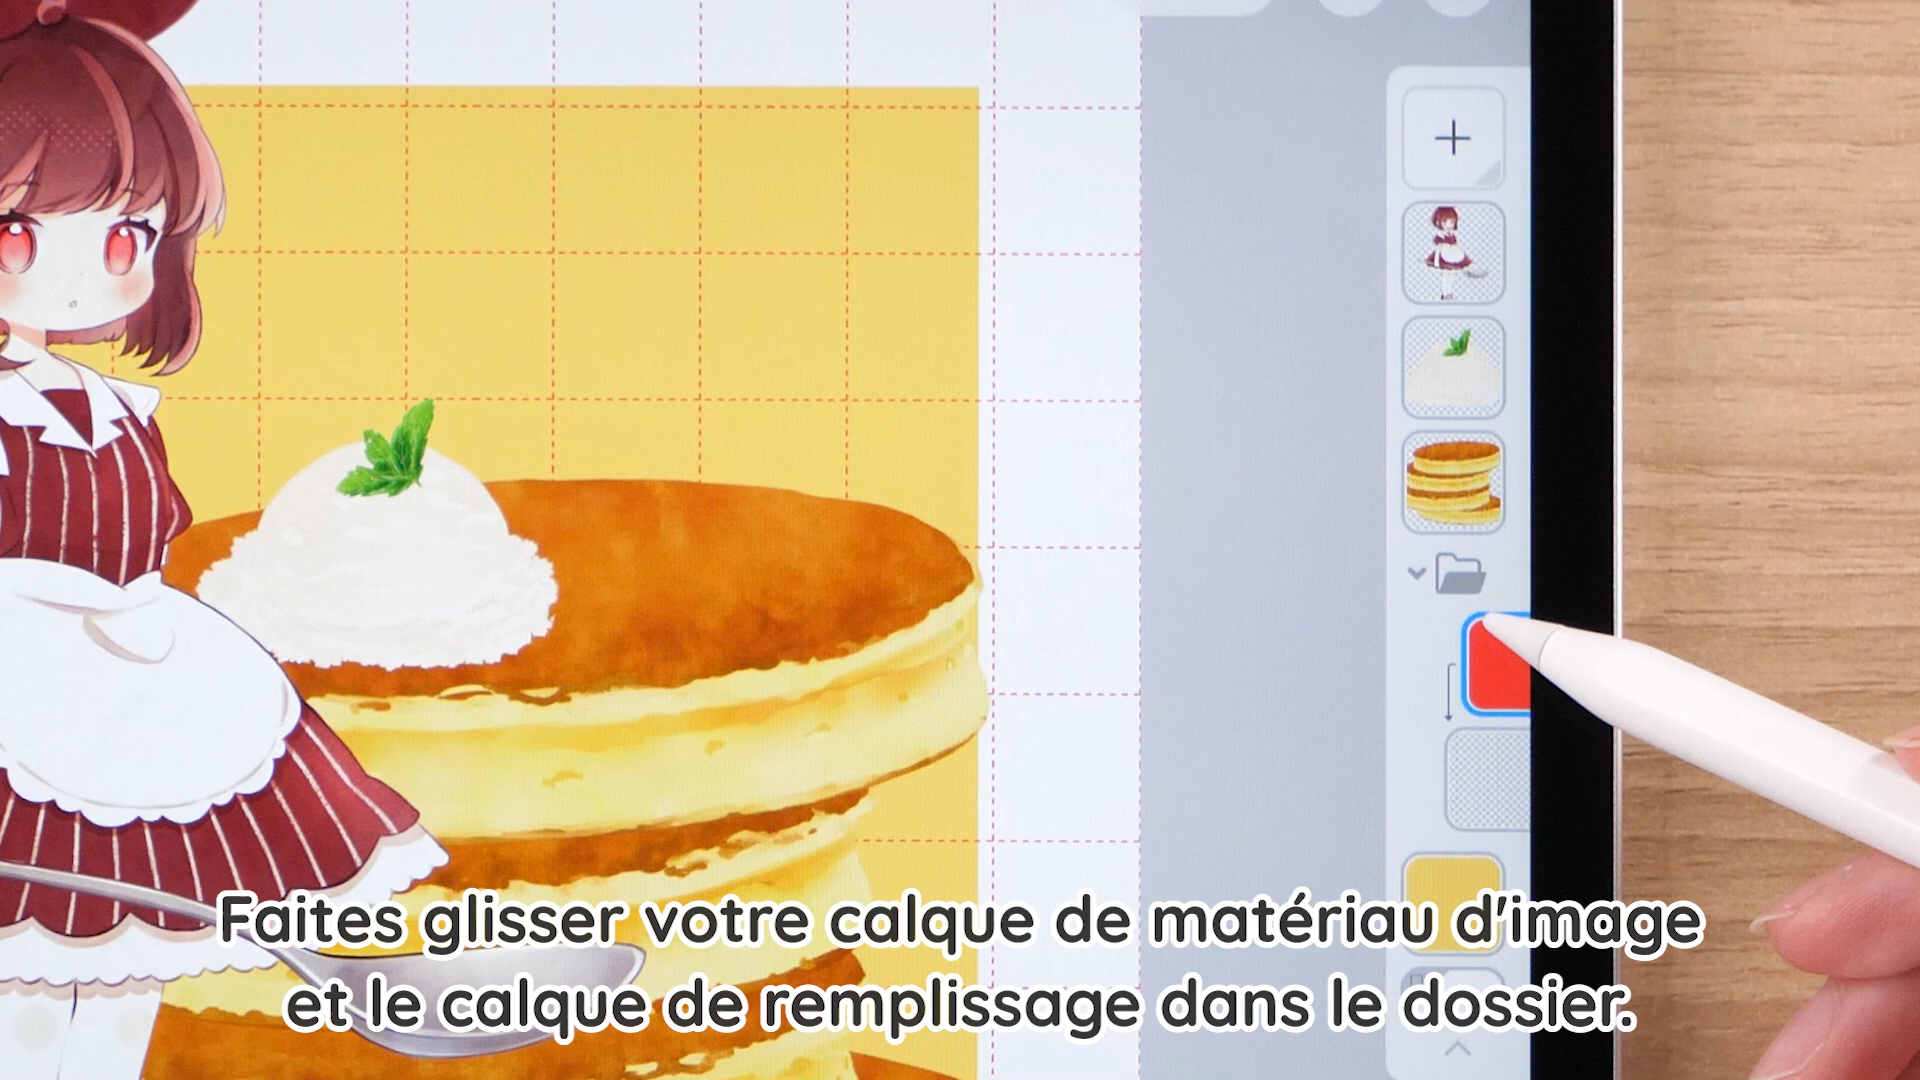 Faites glisser votre calque de matériau d'image
et le calque de remplissage dans le dossier.